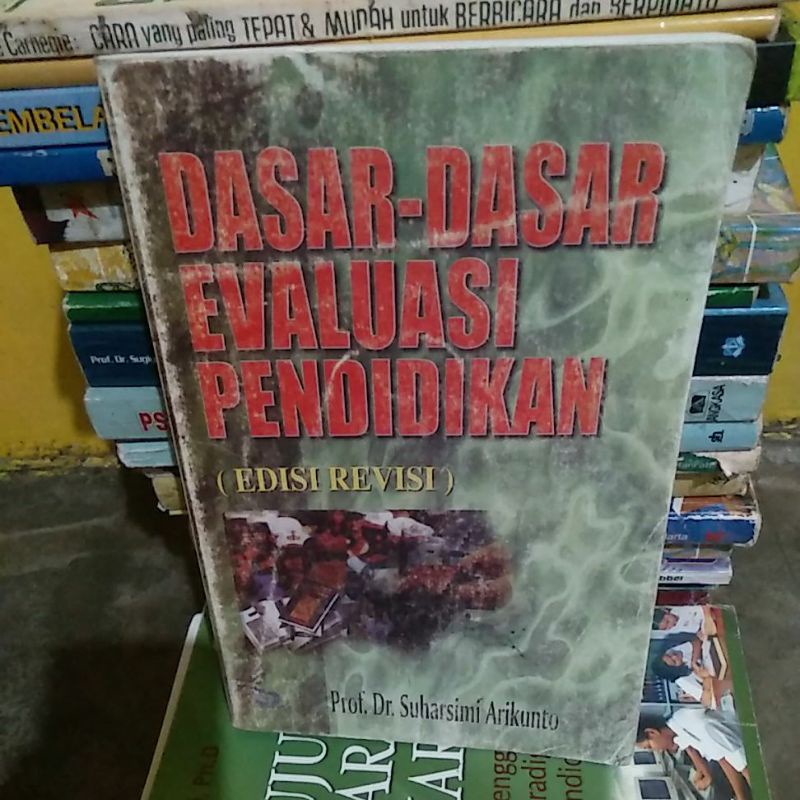 Carnegie: CARA yang paling TEPAT & MUDAH untuk BERBICARA dan BERPIDATO
EMBELA
DASAR-DASAR
EVALUASI
PENDIDIKAN
( EDISI REVISI )
Prof. Dr. Suharsimi Arikunto
Prof. Dr. Sugi
PS
ANGKASA